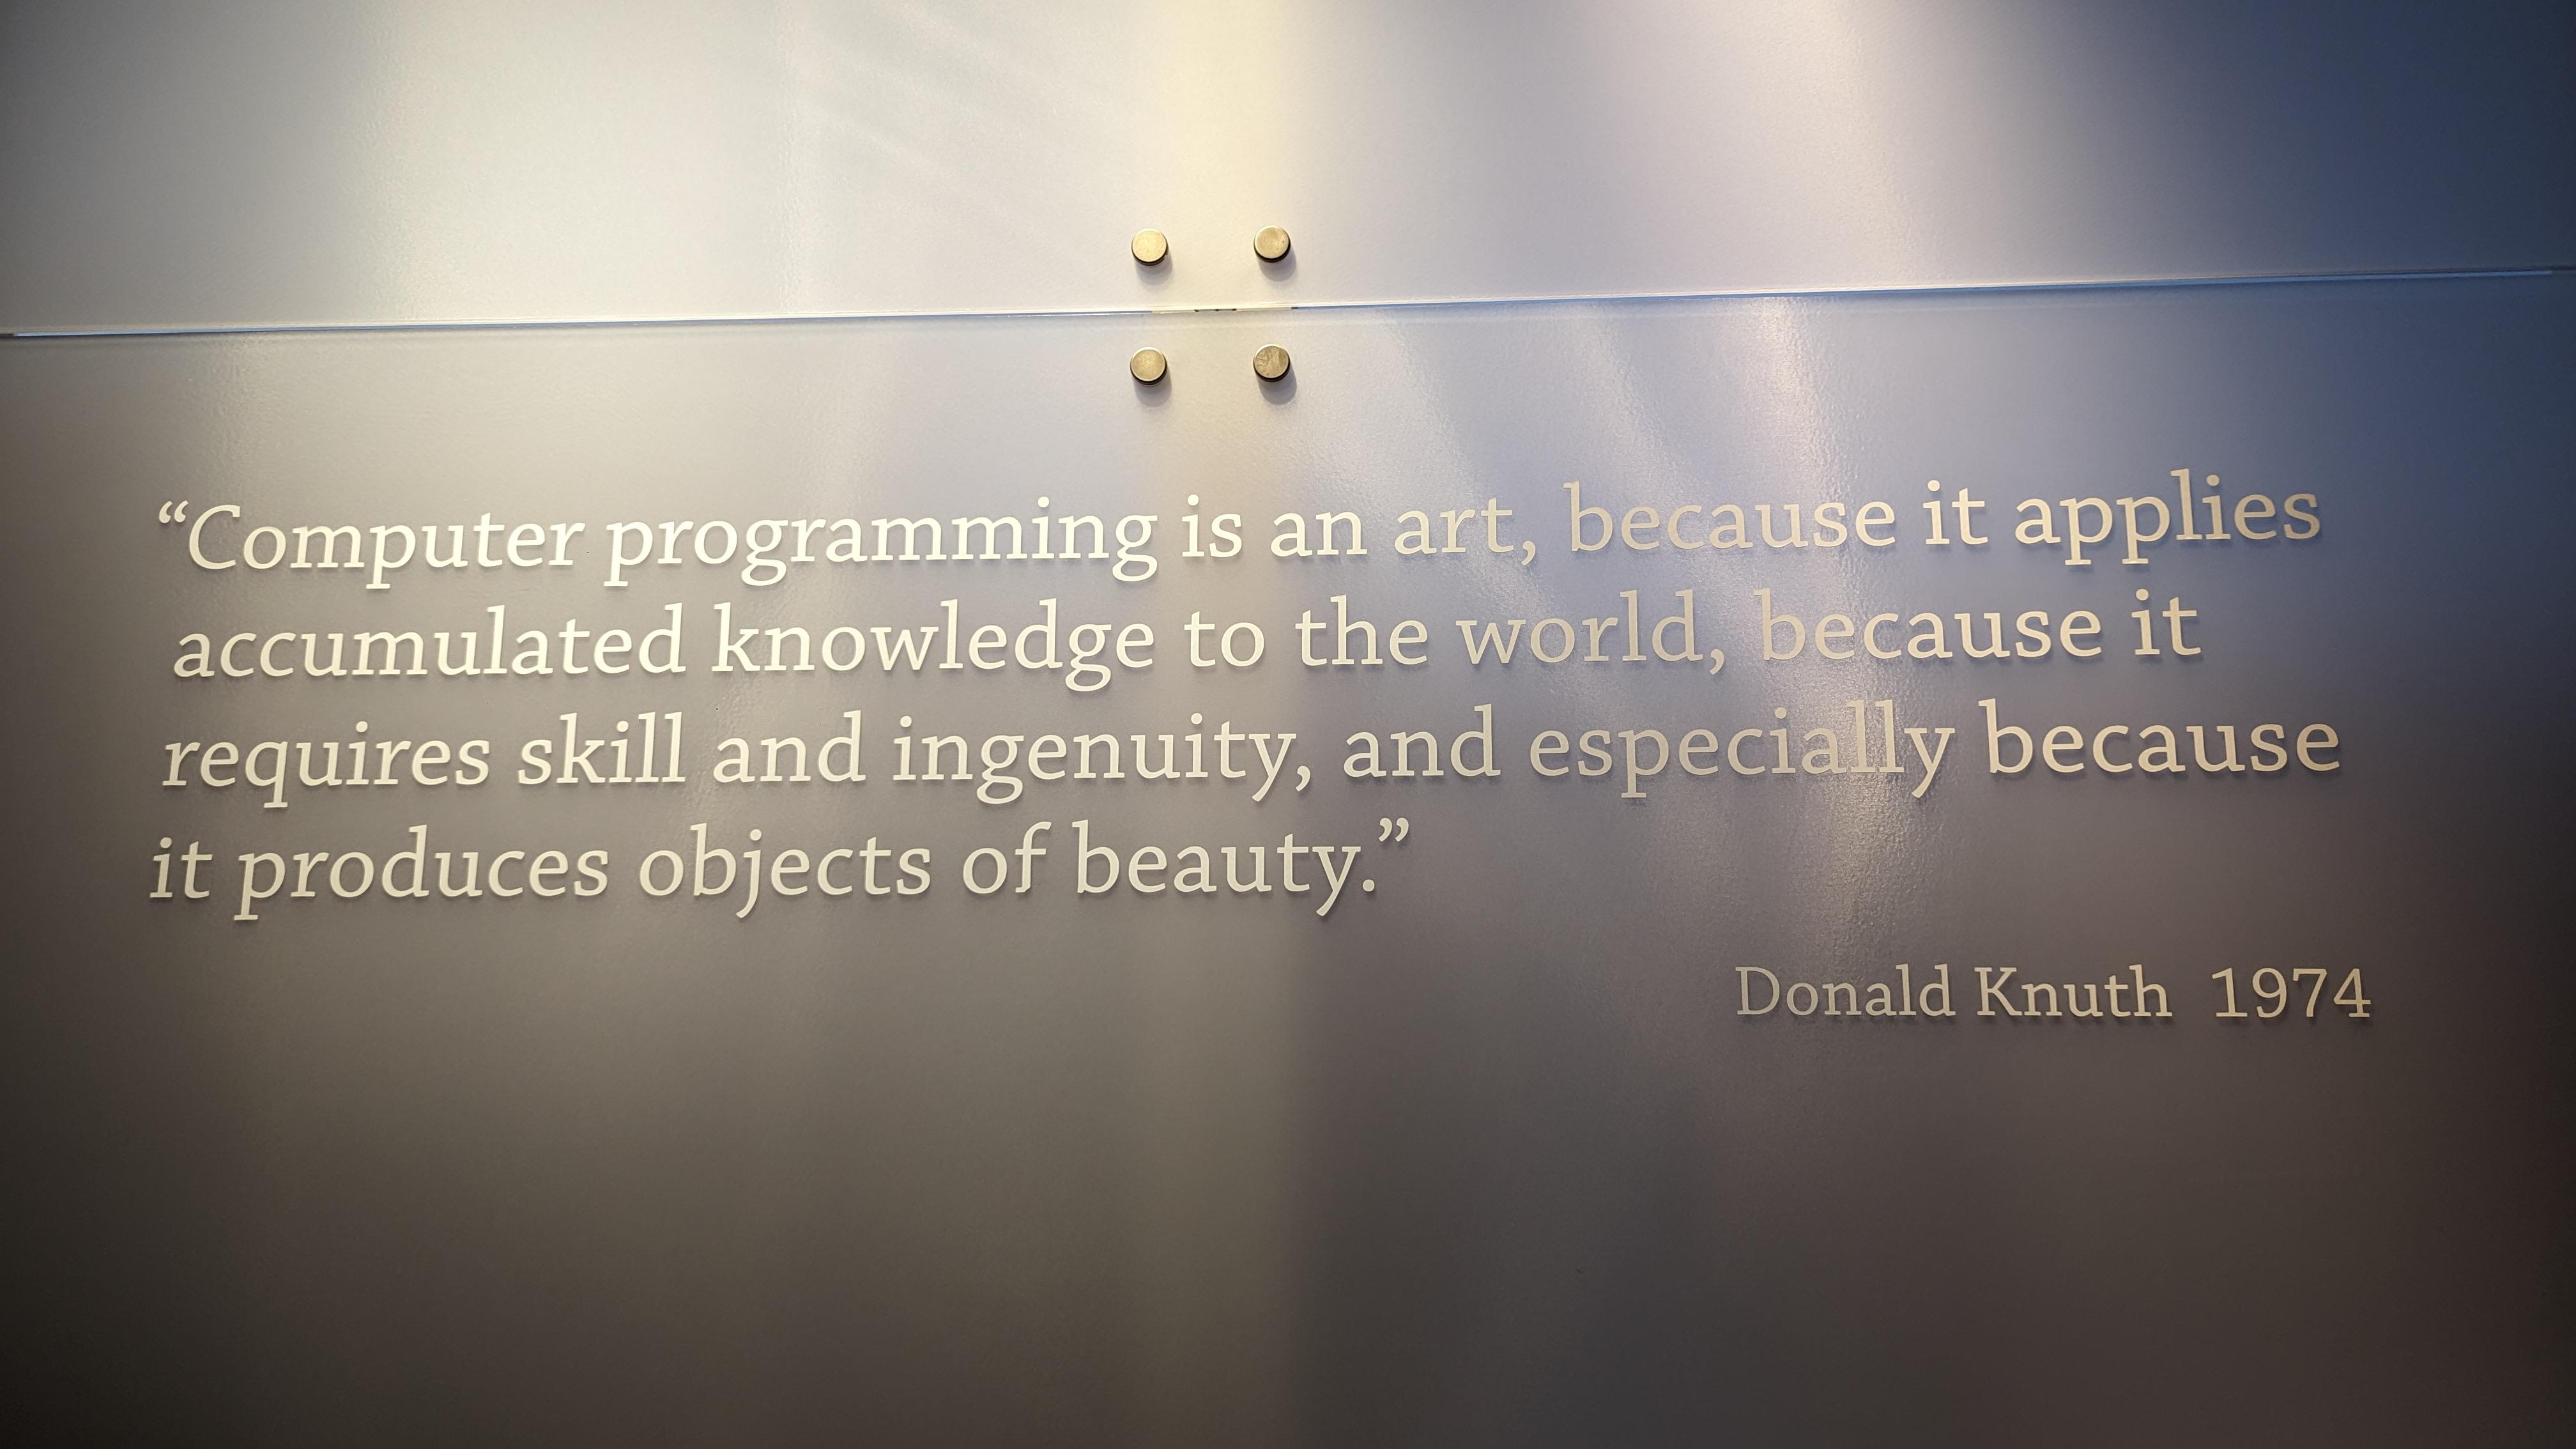 “Computer programming is an art, because it applies
accumulated knowledge to the world, because it
requires skill and ingenuity, and especially because
it produces objects of beauty.”
Donald Knuth 1974